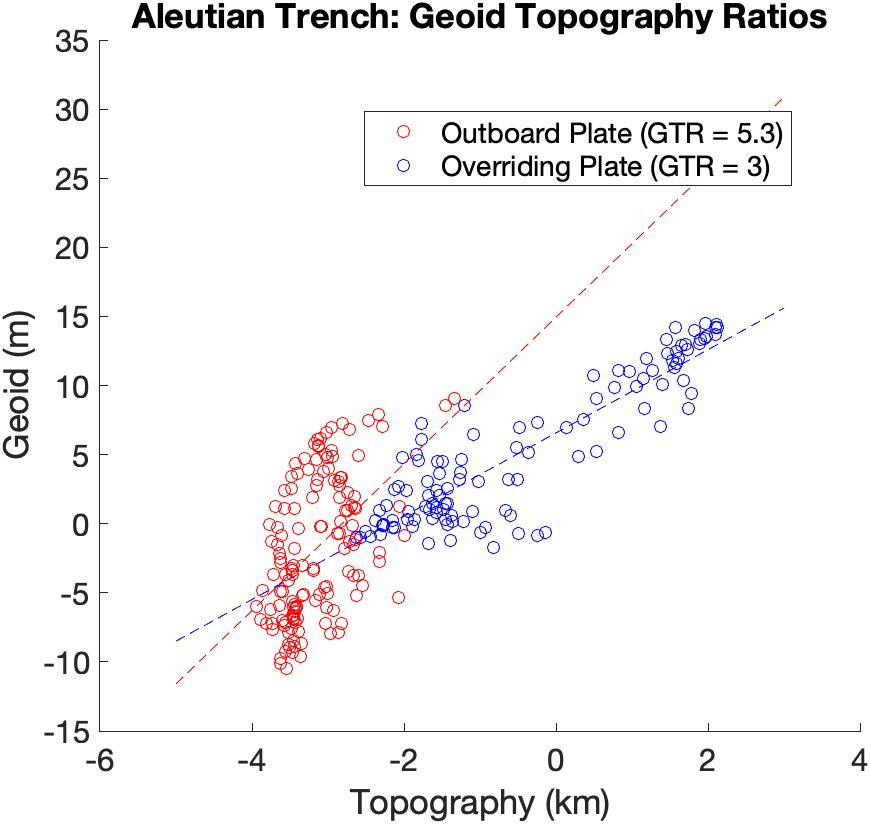 Aleutian Trench: Geoid Topography Ratios
35
30
25
20
15
10
5
0
-5
-10
-15
Geoid (m)
Outboard Plate (GTR = 5.3)
Overriding Plate (GTR = 3)
-6 -4 -2 0 2 4
Topography (km)